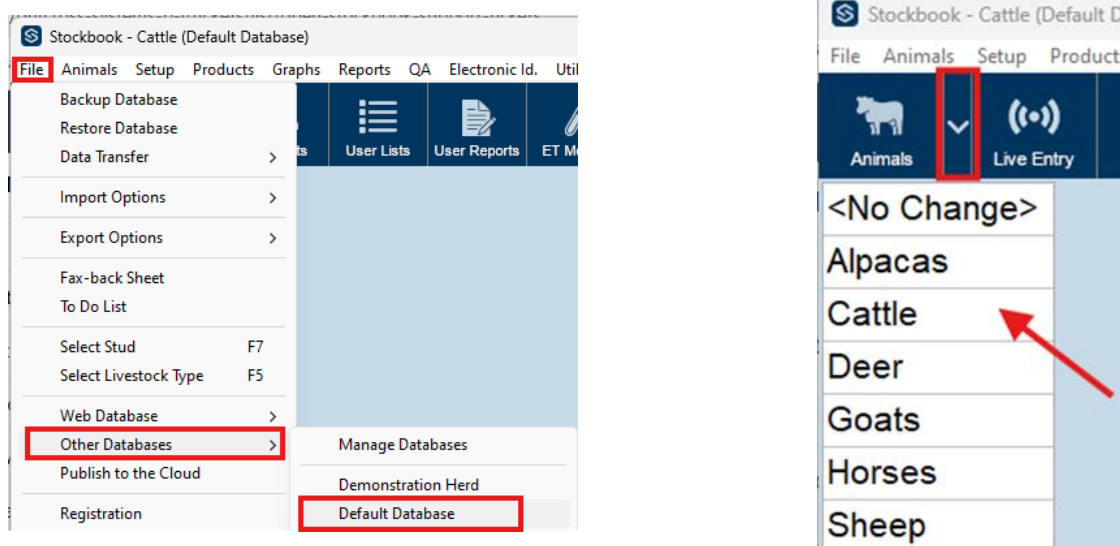 Stockbook - Cattle (Default Database)
File Animals Setup Products Graphs Reports QA Electronic Id.
User Lists User Reports
Backup Database
Restore Database
Data Transfer
Import Options
Export Options
Fax-back Sheet
To Do List
Select Stud F7
Select Livestock Type F5
Web Database
Other Databases
Publish to the Cloud
Registration
Manage Databases
Demonstration Herd
Default Database
Stockbook - Cattle (Default
File Animals Setup
Animals Live Entry
<No Change>
Alpacas
Cattle
Deer
Goats
Horses
Sheep